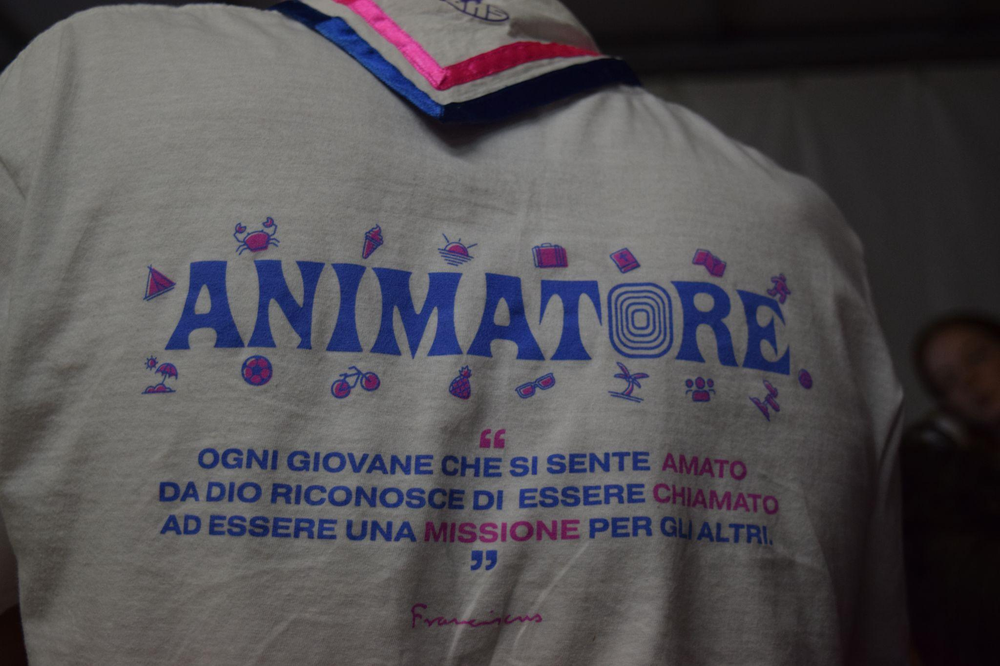 ANIMATORE
“
OGNI GIOVANE CHE SI SENTE AMATO
DA DIO RICONOSCE DI ESSERE CHIAMATO
AD ESSERE UNA MISSIONE PER GLI ALTRI.
”
Franciscus